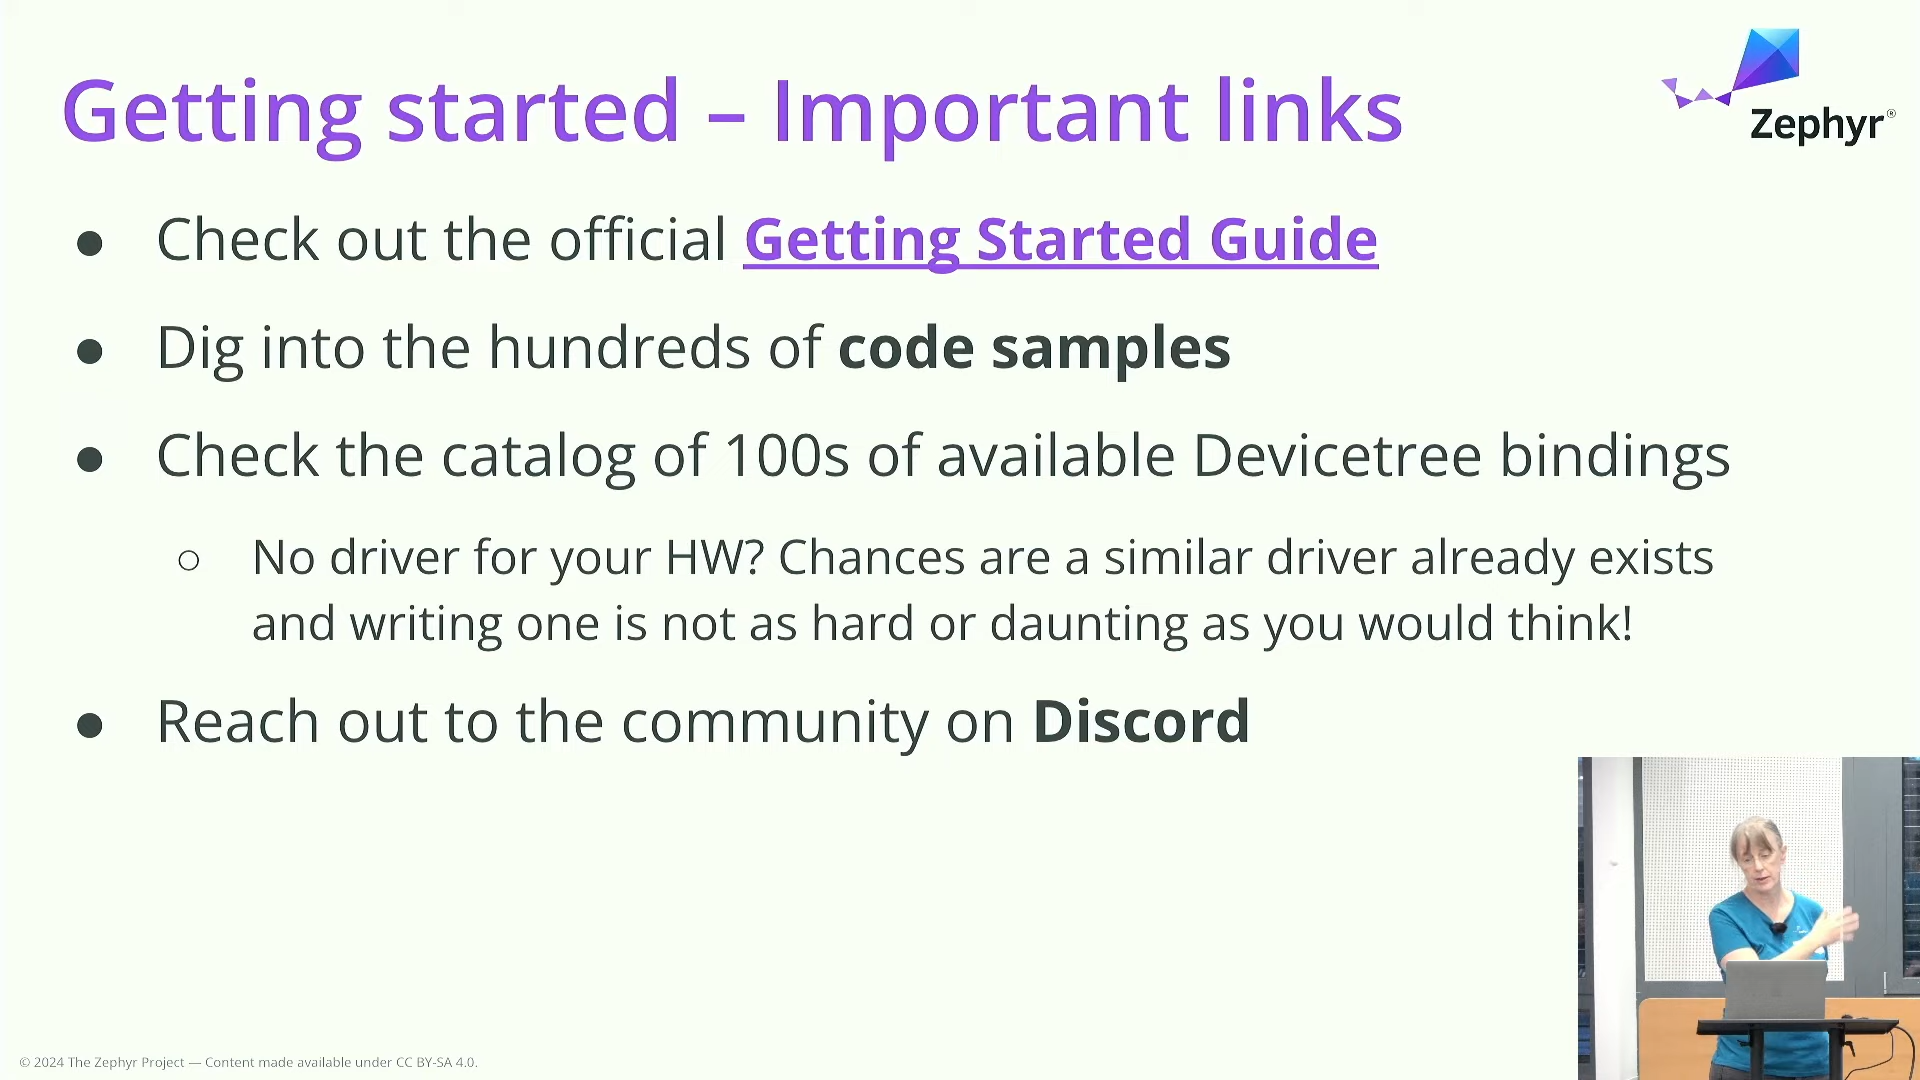 Getting started – Important links
Zephyr®
● Check out the official Getting Started Guide
● Dig into the hundreds of code samples
● Check the catalog of 100s of available Devicetree bindings
○ No driver for your HW? Chances are a similar driver already exists
and writing one is not as hard or daunting as you would think!
● Reach out to the community on Discord
© 2024 The Zephyr Project — Content made available under CC BY-SA 4.0.